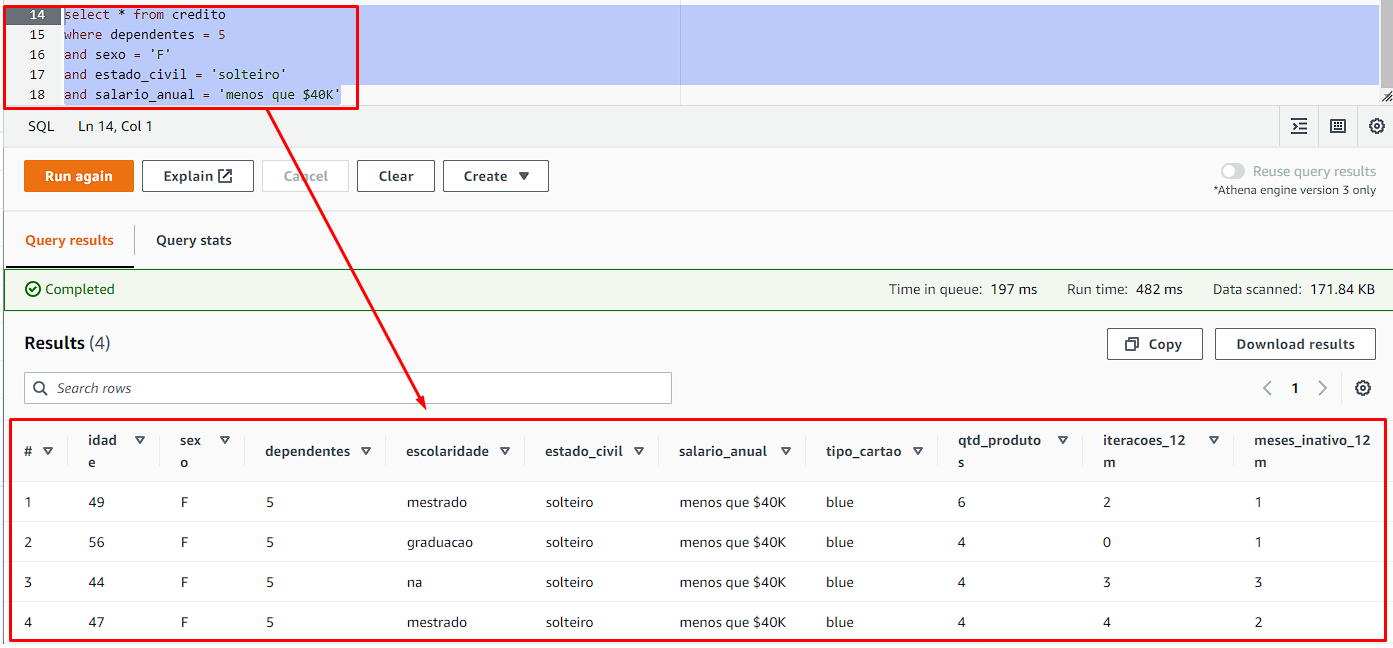 14 select * from credito
15 where dependentes = 5
16 and sexo = 'F'
17 and estado_civil = 'solteiro'
18 and salario_anual = 'menos que $40K'
SQL Ln 14, Col 1
Run again Explain Cancel Clear Create Reuse query results
*Athena engine version 3 only
Query results Query stats
Completed Time in queue: 197 ms Run time: 482 ms Data scanned: 171.84 KB
Results (4) Copy Download results
Search rows 1
# idade sexo dependentes escolaridade estado_civil salario_anual tipo_cartao qtd_produtos iteracoes_12m meses_inativo_12m
1 49 F 5 mestrado solteiro menos que $40K blue 6 2 1
2 56 F 5 graduacao solteiro menos que $40K blue 4 0 1
3 44 F 5 na solteiro menos que $40K blue 4 3 3
4 47 F 5 mestrado solteiro menos que $40K blue 4 4 2